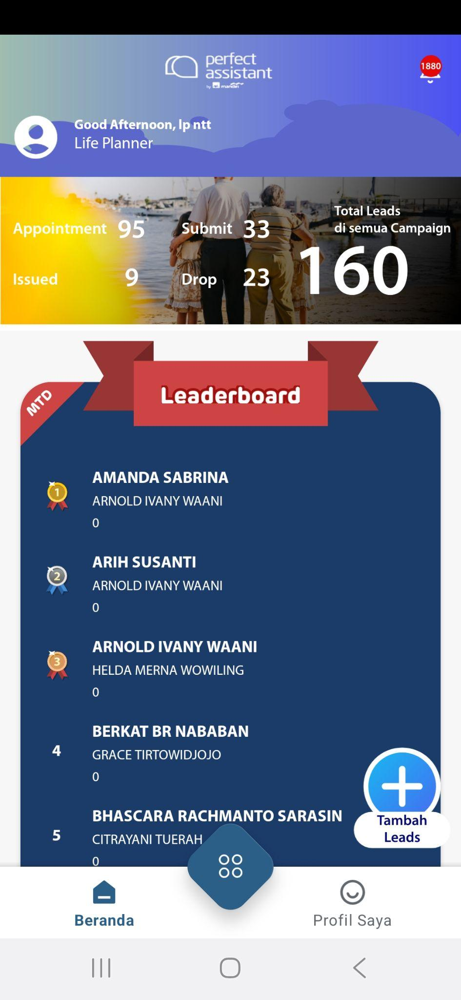 perfect
assistant
by AXA mandiri
1880
Good Afternoon, lp ntt
Life Planner
Total Leads
di semua Campaign
160
Appointment 95
Submit 33
Issued 9
Drop 23
Leaderboard
MTD
1
AMANDA SABRINA
ARNOLD IVANY WAANI
0
2
ARIH SUSANTI
ARNOLD IVANY WAANI
0
3
ARNOLD IVANY WAANI
HELDA MERNA WOWILING
0
4
BERKAT BR NABABAN
GRACE TIRTOWIDJOJO
0
5
BHASCARA RACHMANTO SARASIN
CITRAYANI TUERAH
0
Tambah
Leads
Beranda
Profil Saya